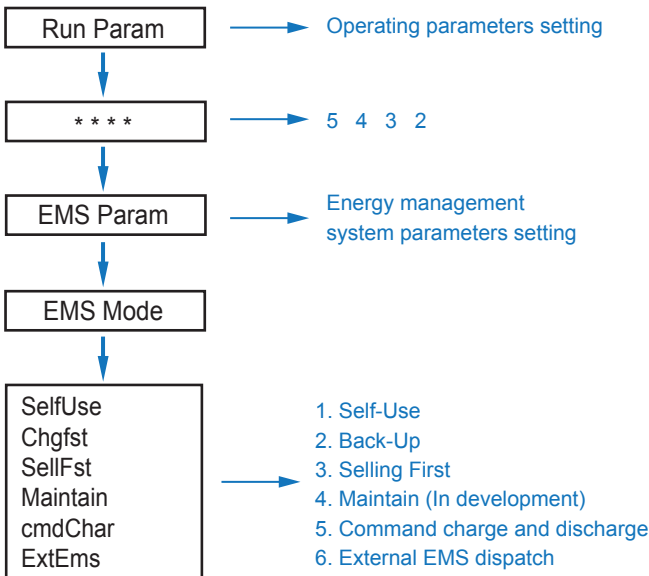 Run Param
Operating parameters setting
* * * *
5 4 3 2
EMS Param
Energy management
system parameters setting
EMS Mode
SelfUse
Chgfst
SellFst
Maintain
cmdChar
ExtEms
1. Self-Use
2. Back-Up
3. Selling First
4. Maintain (In development)
5. Command charge and discharge
6. External EMS dispatch